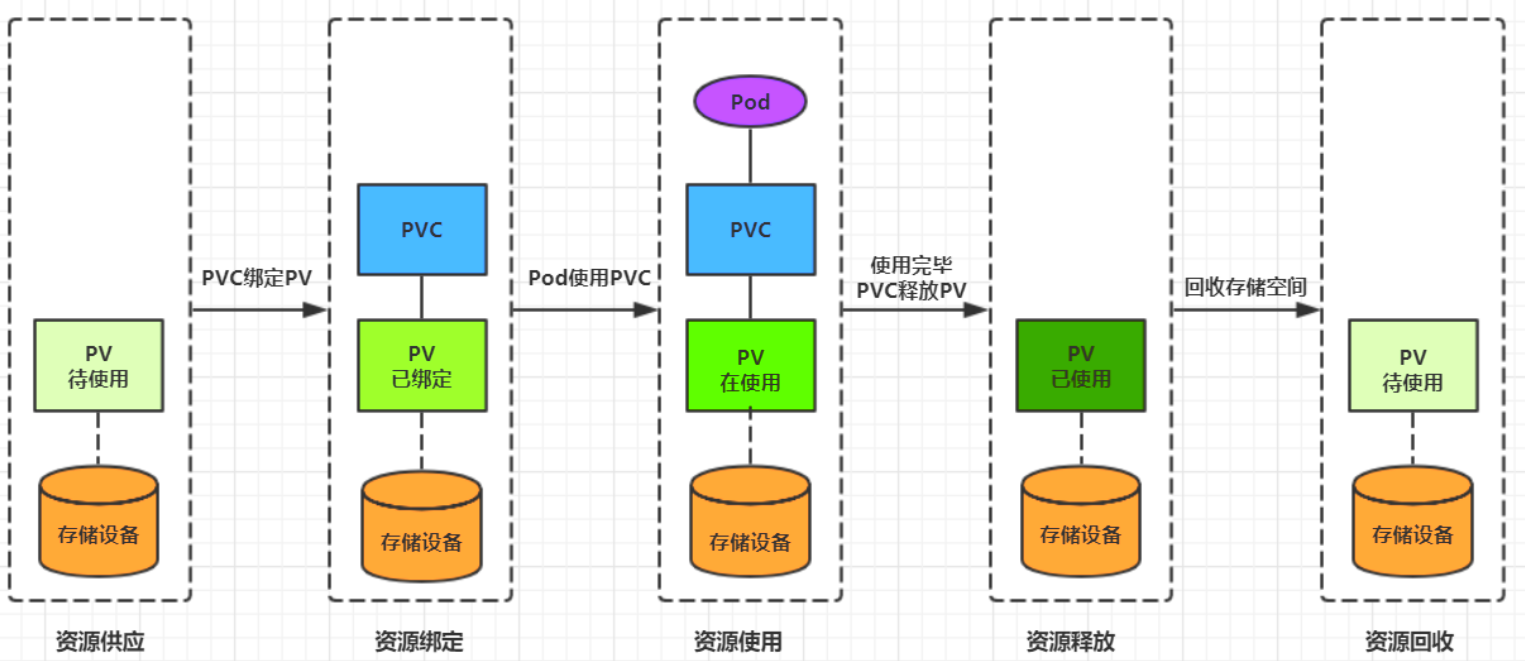 Pod
PVC
PVC
PVC绑定PV
Pod使用PVC
使用完毕
PVC释放PV
回收存储空间
PV
待使用
PV
已绑定
PV
在使用
PV
已使用
PV
待使用
存储设备
存储设备
存储设备
存储设备
存储设备
资源供应
资源绑定
资源使用
资源释放
资源回收